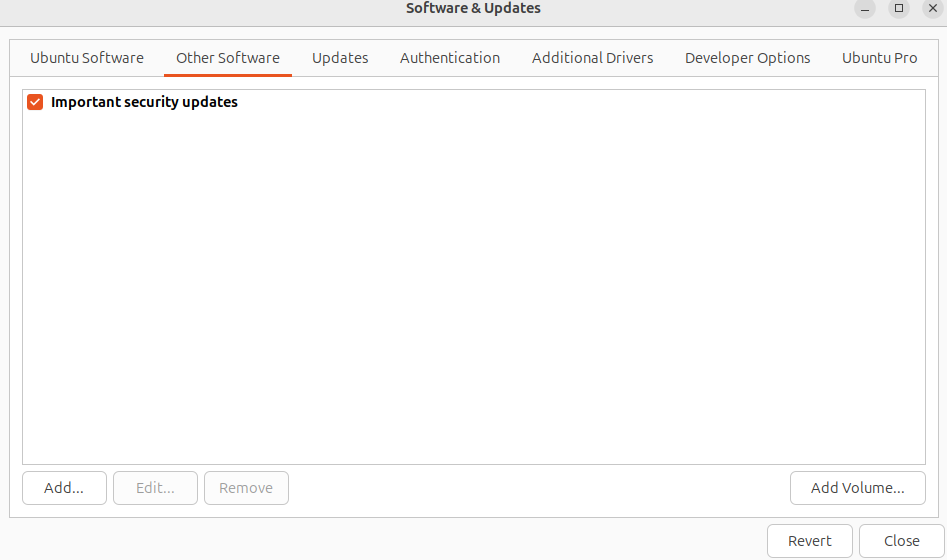 Software & Updates
Ubuntu Software Other Software Updates Authentication Additional Drivers Developer Options Ubuntu Pro
Important security updates
Add... Edit... Remove Add Volume...
Revert Close